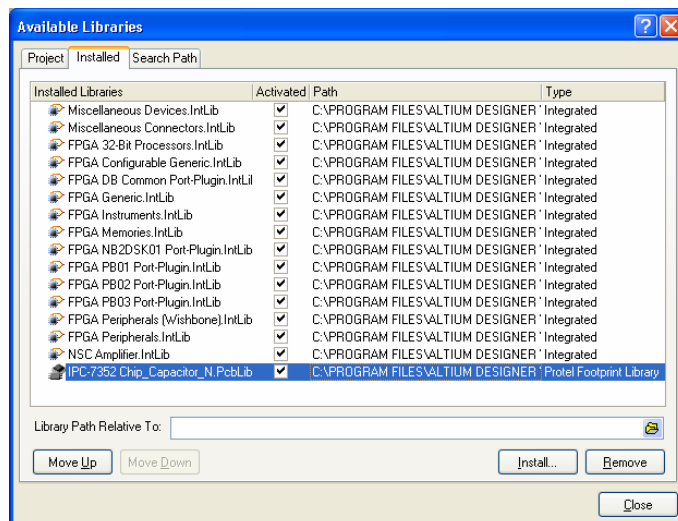 Available Libraries
Project Installed Search Path
Installed Libraries Activated Path Type
Miscellaneous Devices.IntLib C:\PROGRAM FILES\ALTIUM DESIGNER ' Integrated
Miscellaneous Connectors.IntLib C:\PROGRAM FILES\ALTIUM DESIGNER ' Integrated
FPGA 32-Bit Processors.IntLib C:\PROGRAM FILES\ALTIUM DESIGNER ' Integrated
FPGA Configurable Generic.IntLib C:\PROGRAM FILES\ALTIUM DESIGNER ' Integrated
FPGA DB Common Port-Plugin.IntLil C:\PROGRAM FILES\ALTIUM DESIGNER ' Integrated
FPGA Generic.IntLib C:\PROGRAM FILES\ALTIUM DESIGNER ' Integrated
FPGA Instruments.IntLib C:\PROGRAM FILES\ALTIUM DESIGNER ' Integrated
FPGA Memories.IntLib C:\PROGRAM FILES\ALTIUM DESIGNER ' Integrated
FPGA NB2DSK01 Port-Plugin.IntLib C:\PROGRAM FILES\ALTIUM DESIGNER ' Integrated
FPGA PB01 Port-Plugin.IntLib C:\PROGRAM FILES\ALTIUM DESIGNER ' Integrated
FPGA PB02 Port-Plugin.IntLib C:\PROGRAM FILES\ALTIUM DESIGNER ' Integrated
FPGA PB03 Port-Plugin.IntLib C:\PROGRAM FILES\ALTIUM DESIGNER ' Integrated
FPGA Peripherals (Wishbone).IntLib C:\PROGRAM FILES\ALTIUM DESIGNER ' Integrated
FPGA Peripherals.IntLib C:\PROGRAM FILES\ALTIUM DESIGNER ' Integrated
NSC Amplifier.IntLib C:\PROGRAM FILES\ALTIUM DESIGNER ' Integrated
IPC-7352 Chip_Capacitor_N.PcbLib C:\PROGRAM FILES\ALTIUM DESIGNER ' Protel Footprint Library
Library Path Relative To:
Move Up Move Down Install... Remove
Close